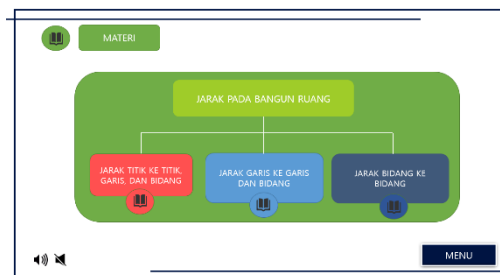 MATERI
JARAK PADA BANGUN RUANG
JARAK TITIK KE TITIK,
GARIS, DAN BIDANG
JARAK GARIS KE GARIS
DAN BIDANG
JARAK BIDANG KE
BIDANG
MENU